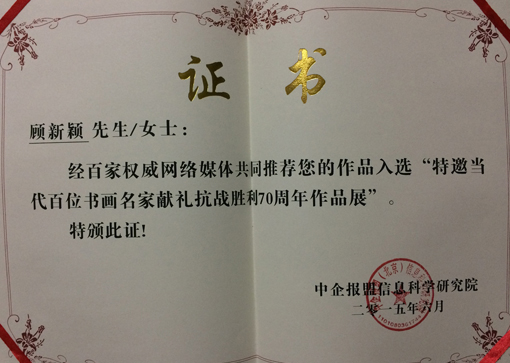 证书
顾新颖 先生/女士：
经百家权威网络媒体共同推荐您的作品入选“特邀当
代百位书画名家献礼抗战胜利70周年作品展”。
特颁此证!
中企报盟信息科学研究院
二〇一五年六月